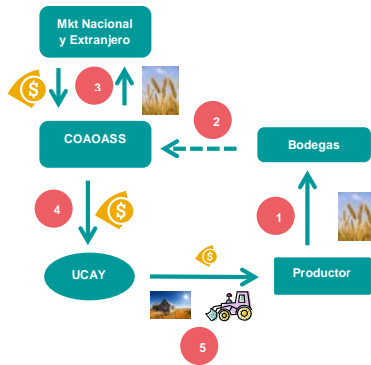 Mkt Nacional
y Extranjero
$
3
COAOASS
2
Bodegas
4
$
1
UCAY
$
Productor
5